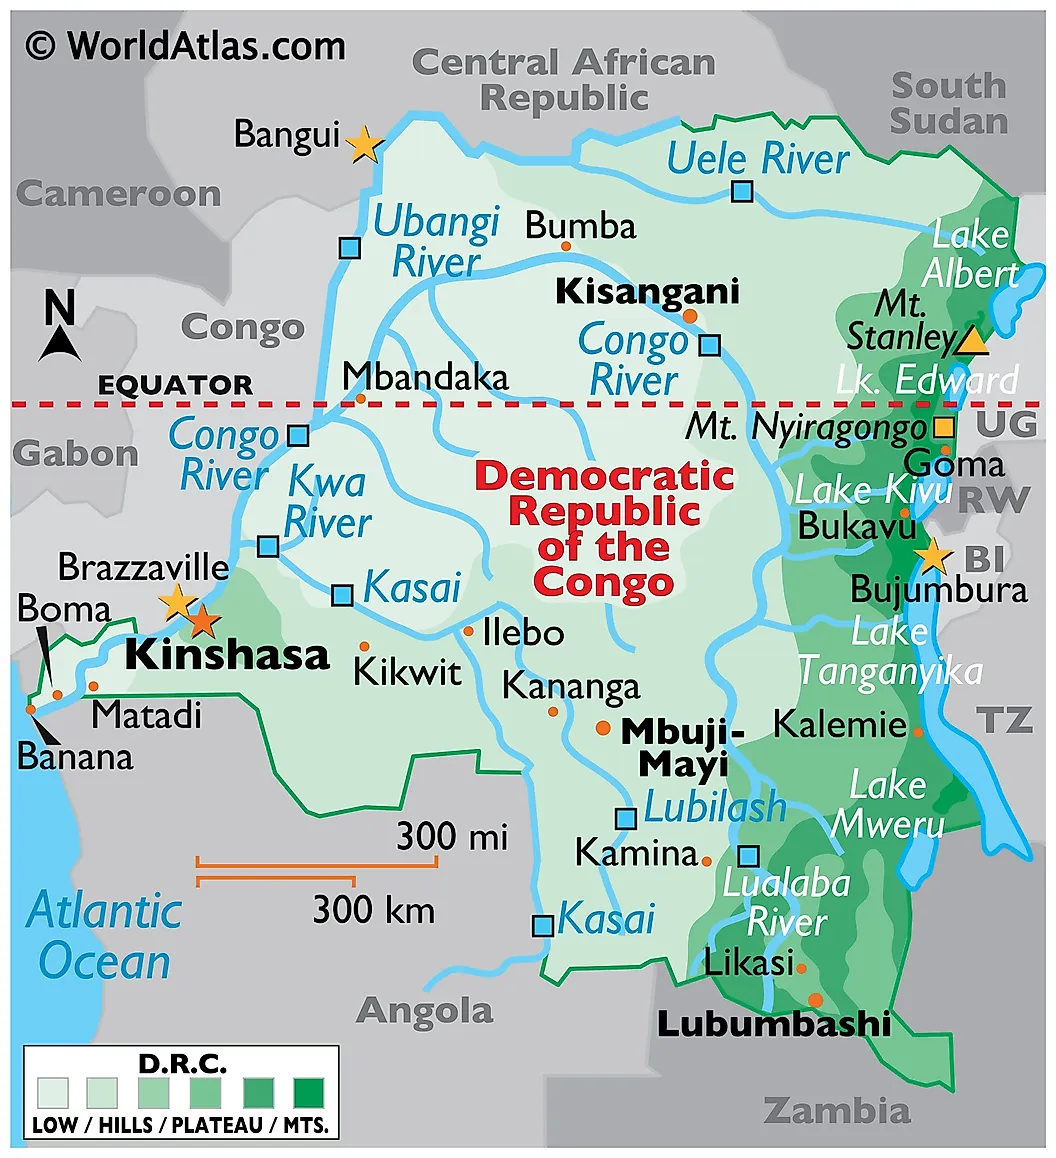 © WorldAtlas.com
Central African
Republic
South
Sudan
Bangui
Uele River
Cameroon
Ubangi
River
Bumba
Lake
Albert
Kisangani
N
Mt.
Stanley
Congo
Congo
River
Mbandaka
EQUATOR
Lk. Edward
Congo
River
Gabon
Mt. Nyiragongo
UG
Goma
Kwa
River
Democratic
Republic
of the
Congo
Lake Kivu
RW
Bukavu
Brazzaville
BI
Kasai
Bujumbura
Boma
Ilebo
Lake
Tanganyika
Kinshasa
Kikwit
Kananga
Matadi
Mbuji-
Mayi
Kalemie
TZ
Banana
Lake
Mweru
Lubilash
300 mi
Kamina
Lualaba
River
300 km
Atlantic
Ocean
Kasai
Likasi
Angola
Lubumbashi
D.R.C.
LOW / HILLS / PLATEAU / MTS.
Zambia